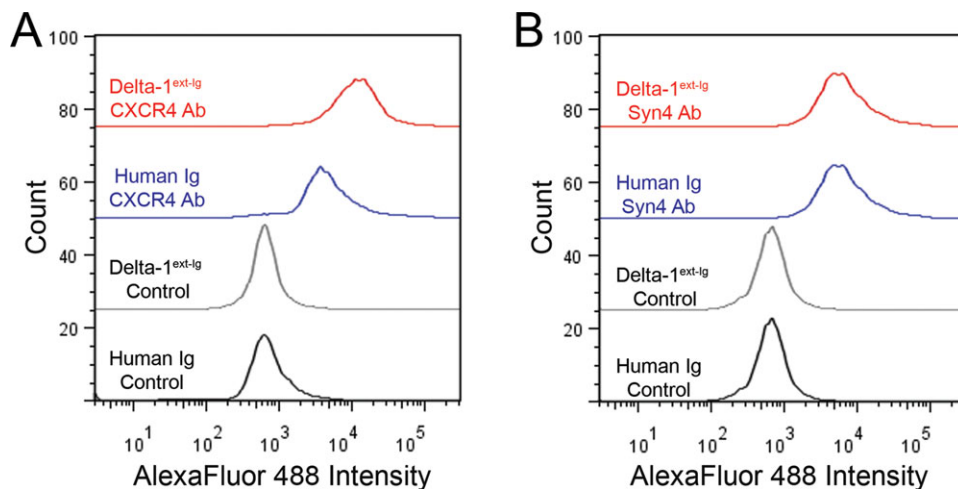 A
100
80
60
40
20
Count
Delta-1ext-Ig
CXCR4 Ab
Human Ig
CXCR4 Ab
Delta-1ext-Ig
Control
Human Ig
Control
10¹ 10² 10³ 10⁴ 10⁵
AlexaFluor 488 Intensity
B
100
80
60
40
20
Count
Delta-1ext-Ig
Syn4 Ab
Human Ig
Syn4 Ab
Delta-1ext-Ig
Control
Human Ig
Control
10¹ 10² 10³ 10⁴ 10⁵
AlexaFluor 488 Intensity